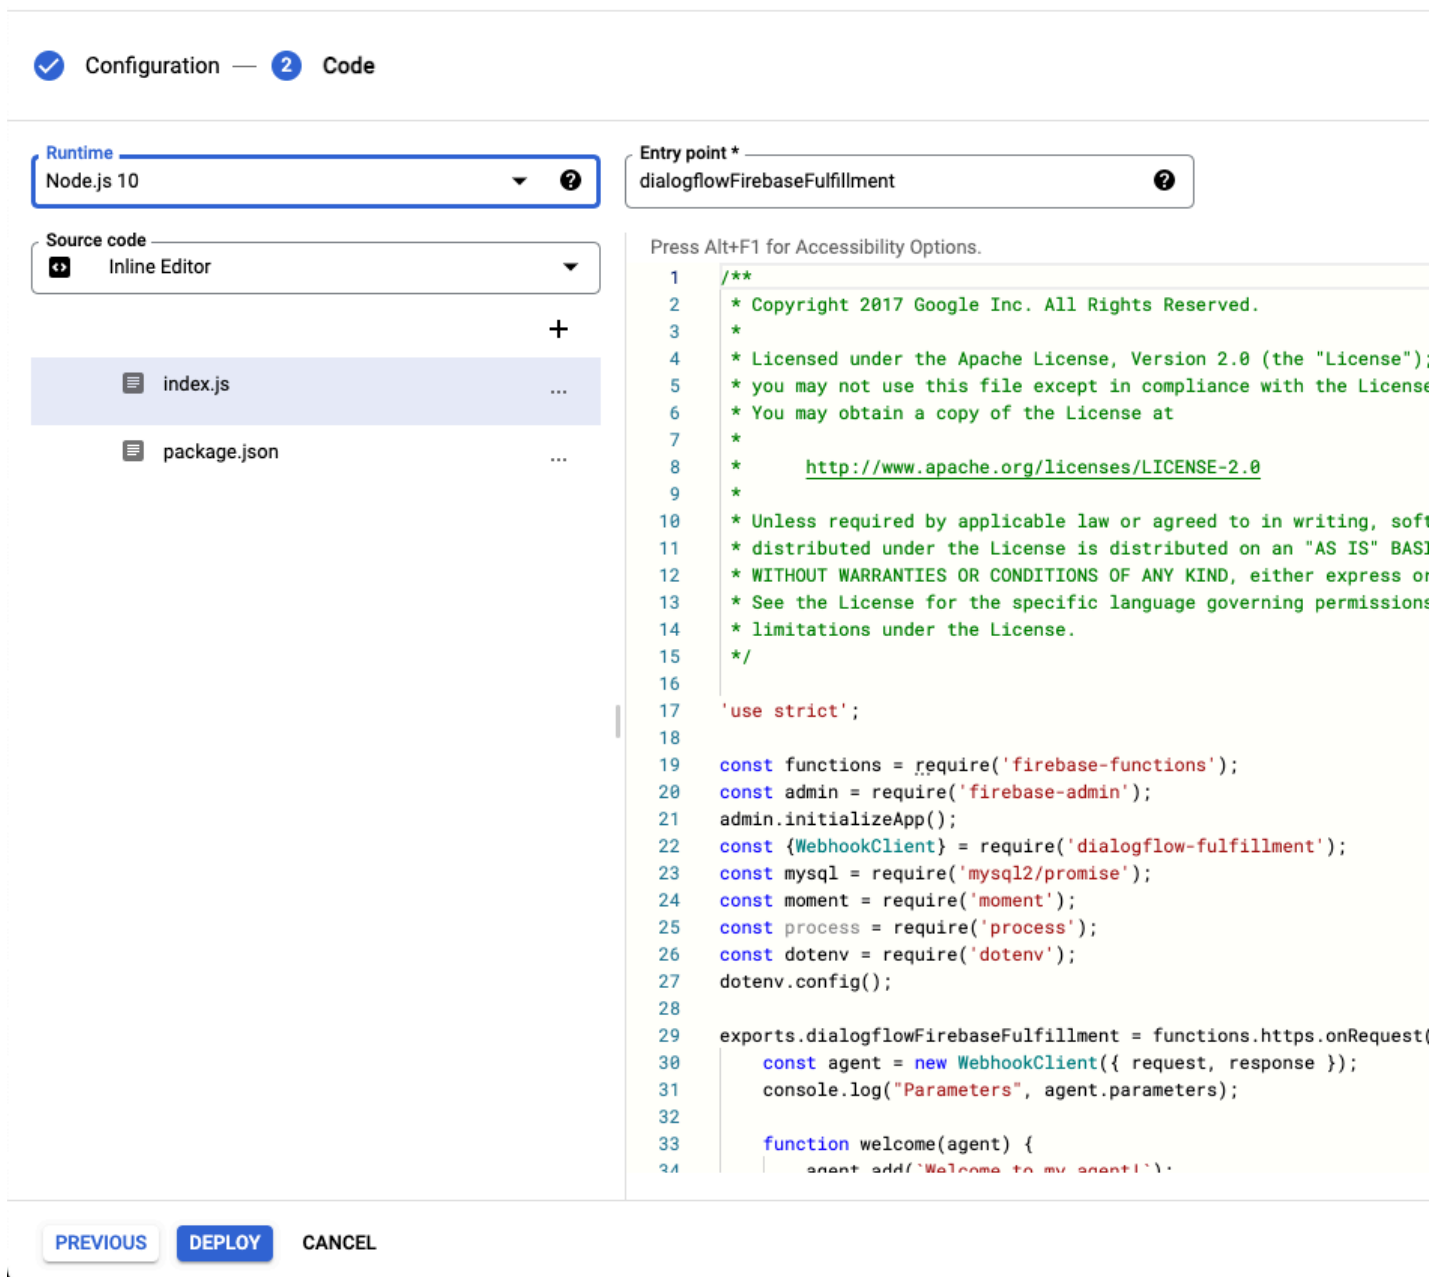 Configuration — 2 Code
Runtime
Node.js 10
Entry point *
dialogflowFirebaseFulfillment
Source code
Inline Editor
+
index.js ...
package.json ...
Press Alt+F1 for Accessibility Options.
1 /**
2 * Copyright 2017 Google Inc. All Rights Reserved.
3 *
4 * Licensed under the Apache License, Version 2.0 (the "License");
5 * you may not use this file except in compliance with the License
6 * You may obtain a copy of the License at
7 *
8 * http://www.apache.org/licenses/LICENSE-2.0
9 *
10 * Unless required by applicable law or agreed to in writing, soft
11 * distributed under the License is distributed on an "AS IS" BASI
12 * WITHOUT WARRANTIES OR CONDITIONS OF ANY KIND, either express or
13 * See the License for the specific language governing permissions
14 * limitations under the License.
15 */
16
17 'use strict';
18
19 const functions = require('firebase-functions');
20 const admin = require('firebase-admin');
21 admin.initializeApp();
22 const {WebhookClient} = require('dialogflow-fulfillment');
23 const mysql = require('mysql2/promise');
24 const moment = require('moment');
25 const process = require('process');
26 const dotenv = require('dotenv');
27 dotenv.config();
28
29 exports.dialogflowFirebaseFulfillment = functions.https.onRequest(
30 const agent = new WebhookClient({ request, response });
31 console.log("Parameters", agent.parameters);
32
33 function welcome(agent) {
34 agent.add(`Welcome to my agent!`);
PREVIOUS DEPLOY CANCEL